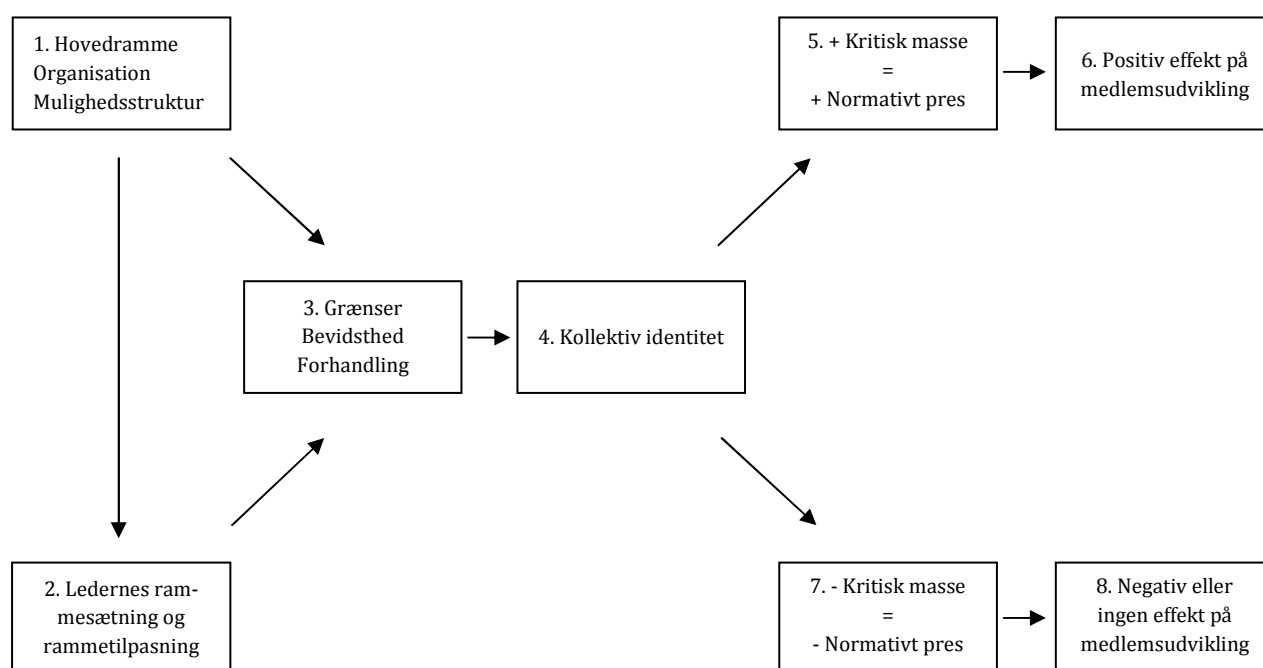 1. Hovedramme
Organisation
Mulighedsstruktur
2. Ledernes ram-
mesætning og
rammetilpasning
3. Grænser
Bevidsthed
Forhandling
4. Kollektiv identitet
5. + Kritisk masse
=
+ Normativt pres
6. Positiv effekt på
medlemsudvikling
7. - Kritisk masse
=
- Normativt pres
8. Negativ eller
ingen effekt på
medlemsudvikling